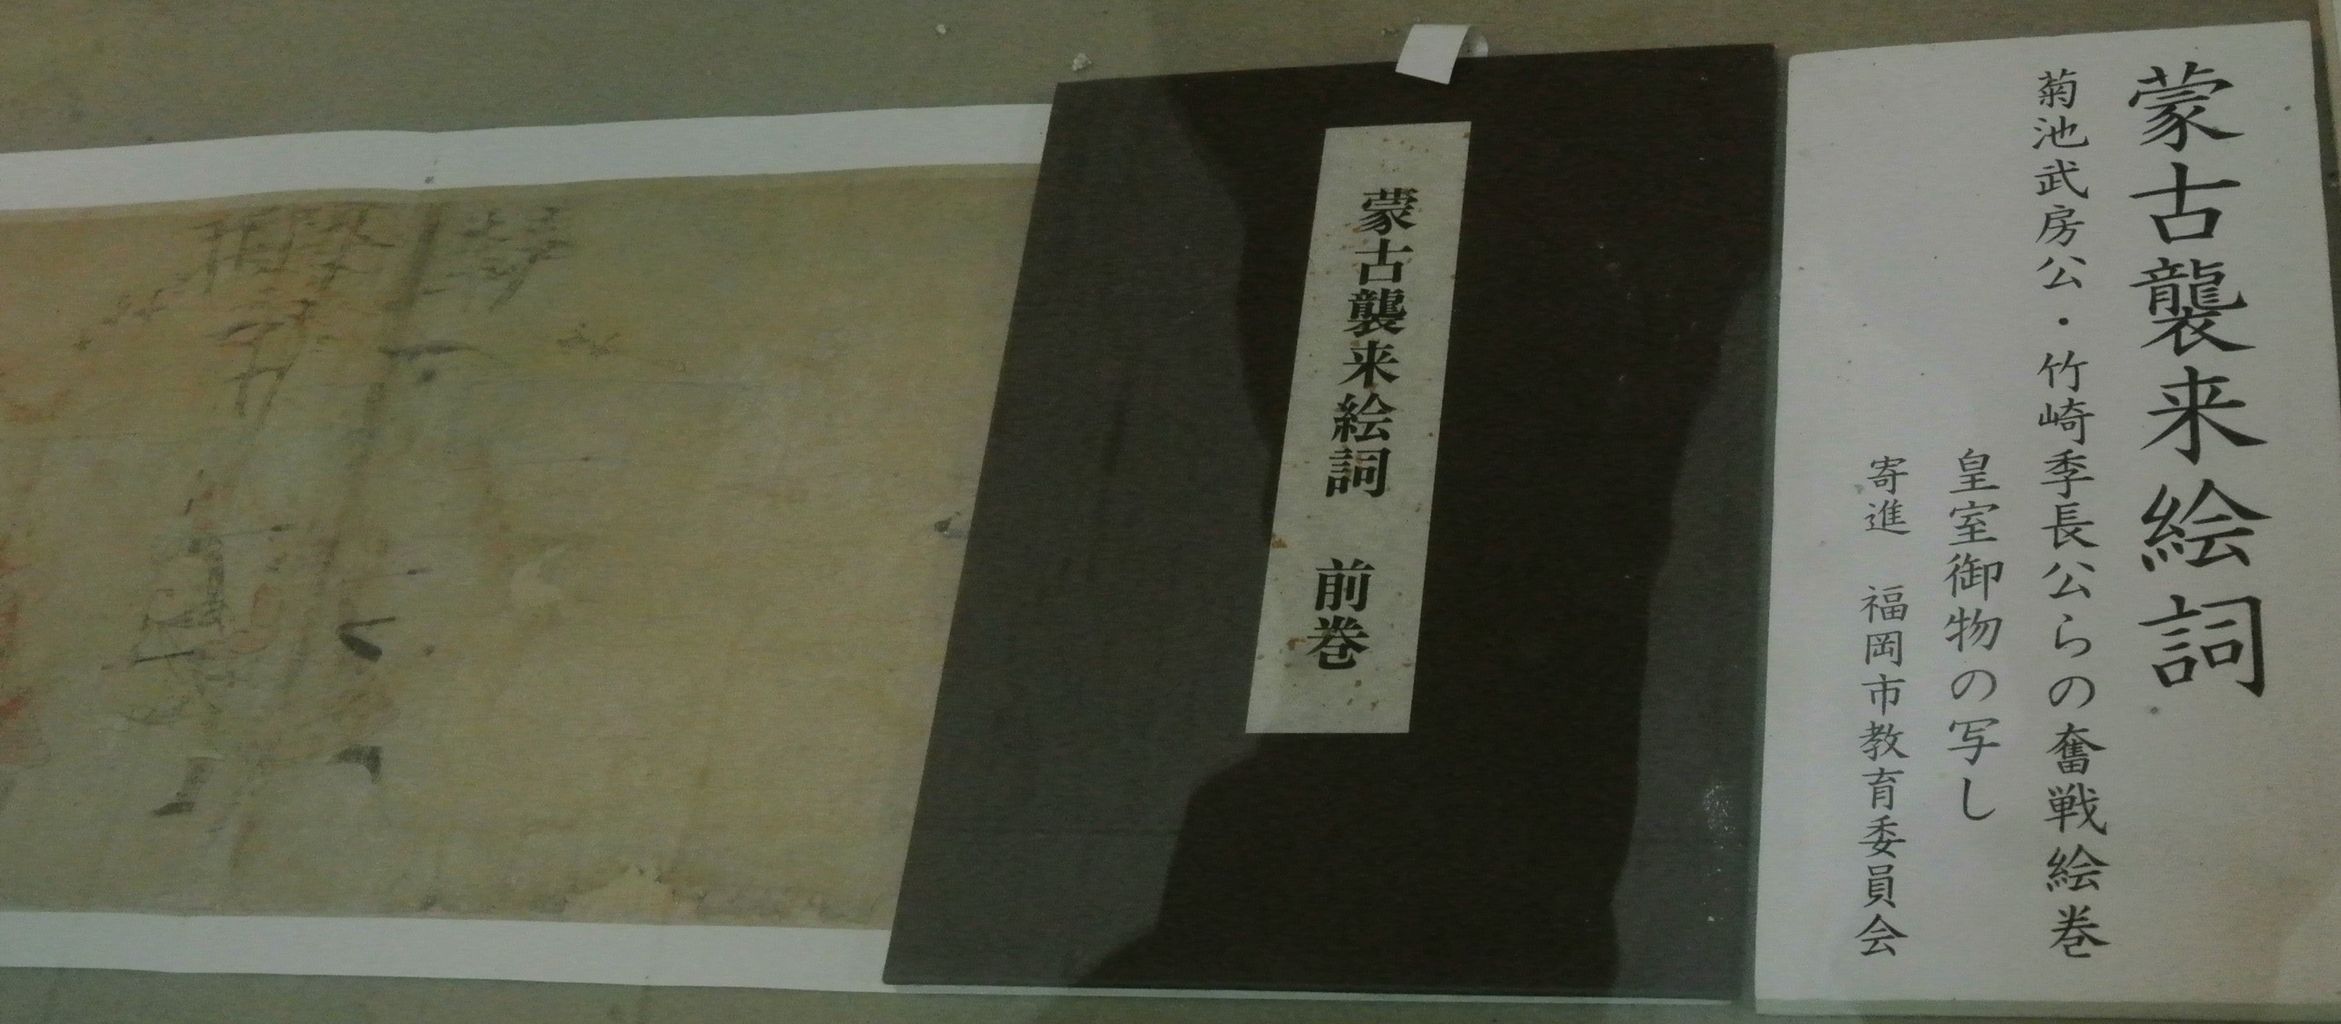 蒙古襲来絵詞
菊池武房公・竹崎季長公らの奮戦絵巻
皇室御物の写し
寄進 福岡市教育委員会
蒙古襲来絵詞 前巻